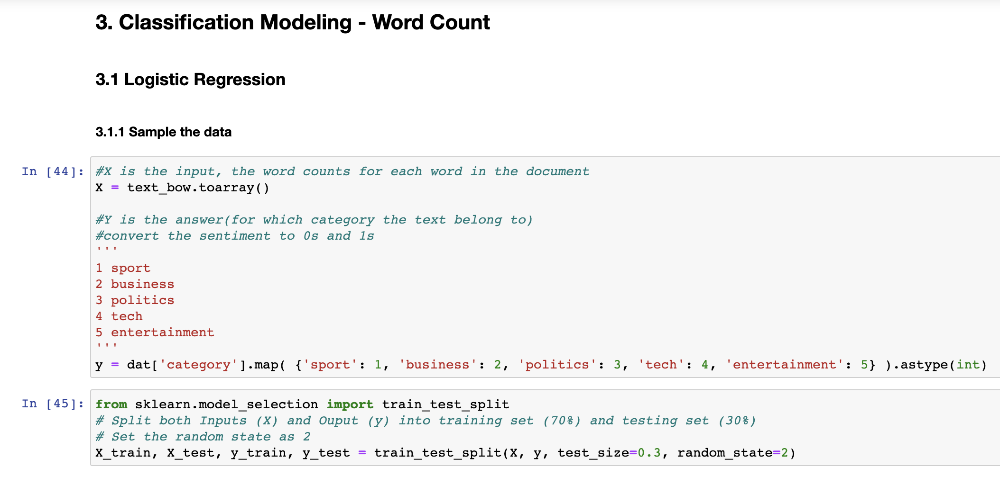 3. Classification Modeling - Word Count
3.1 Logistic Regression
3.1.1 Sample the data
In [44]:
#X is the input, the word counts for each word in the document
X = text_bow.toarray()
#Y is the answer(for which category the text belong to)
#convert the sentiment to 0s and 1s
'''
1 sport
2 business
3 politics
4 tech
5 entertainment
'''
y = dat['category'].map( {'sport': 1, 'business': 2, 'politics': 3, 'tech': 4, 'entertainment': 5} ).astype(int)
In [45]:
from sklearn.model_selection import train_test_split
# Split both Inputs (X) and Ouput (y) into training set (70%) and testing set (30%)
# Set the random state as 2
X_train, X_test, y_train, y_test = train_test_split(X, y, test_size=0.3, random_state=2)